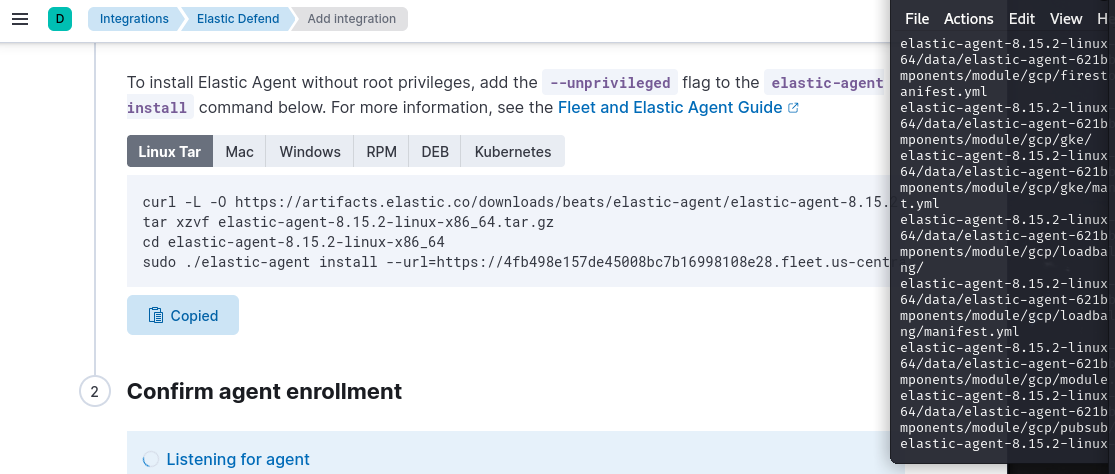 D Integrations Elastic Defend Add integration
To install Elastic Agent without root privileges, add the --unprivileged flag to the elastic-agent
install command below. For more information, see the Fleet and Elastic Agent Guide
Linux Tar Mac Windows RPM DEB Kubernetes
curl -L -O https://artifacts.elastic.co/downloads/beats/elastic-agent/elastic-agent-8.15.2
tar xzvf elastic-agent-8.15.2-linux-x86_64.tar.gz
cd elastic-agent-8.15.2-linux-x86_64
sudo ./elastic-agent install --url=https://4fb498e157de45008bc7b16998108e28.fleet.us-cent
Copied
2 Confirm agent enrollment
Listening for agent
File Actions Edit View H
elastic-agent-8.15.2-linux
64/data/elastic-agent-621b
mponents/module/gcp/firest
anifest.yml
elastic-agent-8.15.2-linux
64/data/elastic-agent-621b
mponents/module/gcp/gke/
elastic-agent-8.15.2-linux
64/data/elastic-agent-621b
mponents/module/gcp/gke/ma
t.yml
elastic-agent-8.15.2-linux
64/data/elastic-agent-621b
mponents/module/gcp/loadba
ng/
elastic-agent-8.15.2-linux
64/data/elastic-agent-621b
mponents/module/gcp/loadba
ng/manifest.yml
elastic-agent-8.15.2-linux
64/data/elastic-agent-621b
mponents/module/gcp/module
elastic-agent-8.15.2-linux
64/data/elastic-agent-621b
mponents/module/gcp/pubsub
elastic-agent-8.15.2-linux